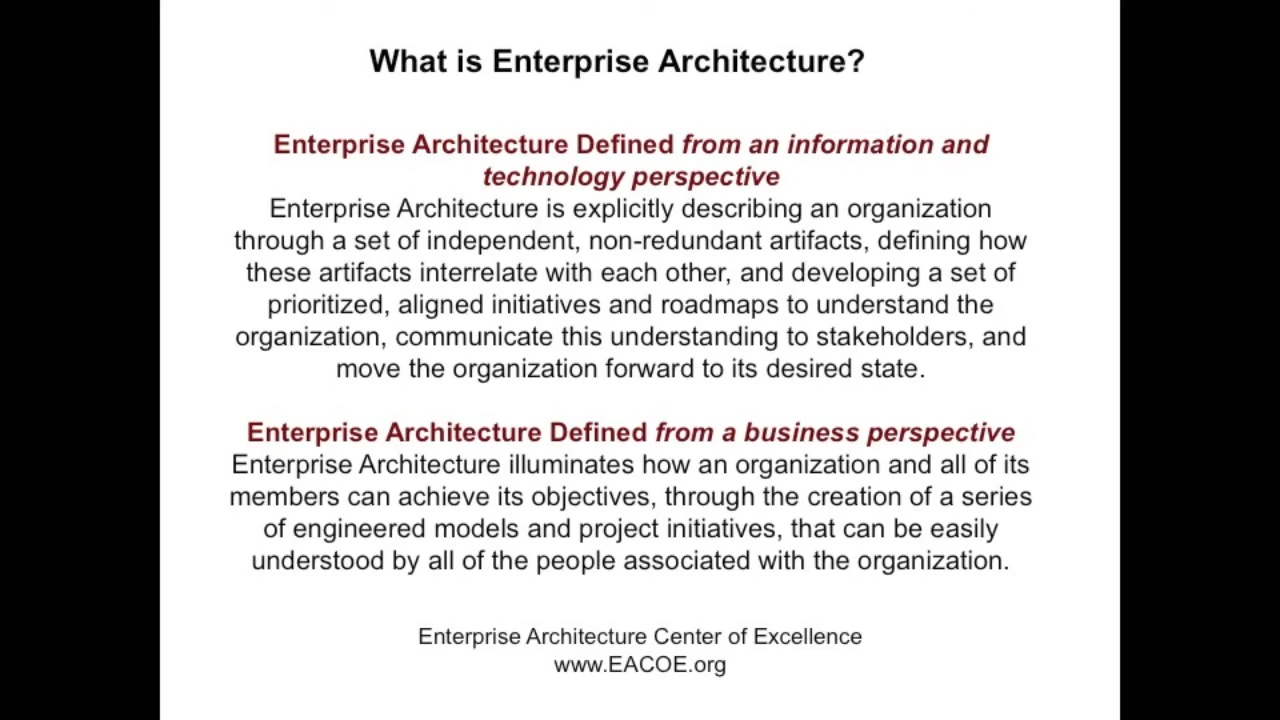 What is Enterprise Architecture?
Enterprise Architecture Defined from an information and
technology perspective
Enterprise Architecture is explicitly describing an organization
through a set of independent, non-redundant artifacts, defining how
these artifacts interrelate with each other, and developing a set of
prioritized, aligned initiatives and roadmaps to understand the
organization, communicate this understanding to stakeholders, and
move the organization forward to its desired state.
Enterprise Architecture Defined from a business perspective
Enterprise Architecture illuminates how an organization and all of its
members can achieve its objectives, through the creation of a series
of engineered models and project initiatives, that can be easily
understood by all of the people associated with the organization.
Enterprise Architecture Center of Excellence
www.EACOE.org